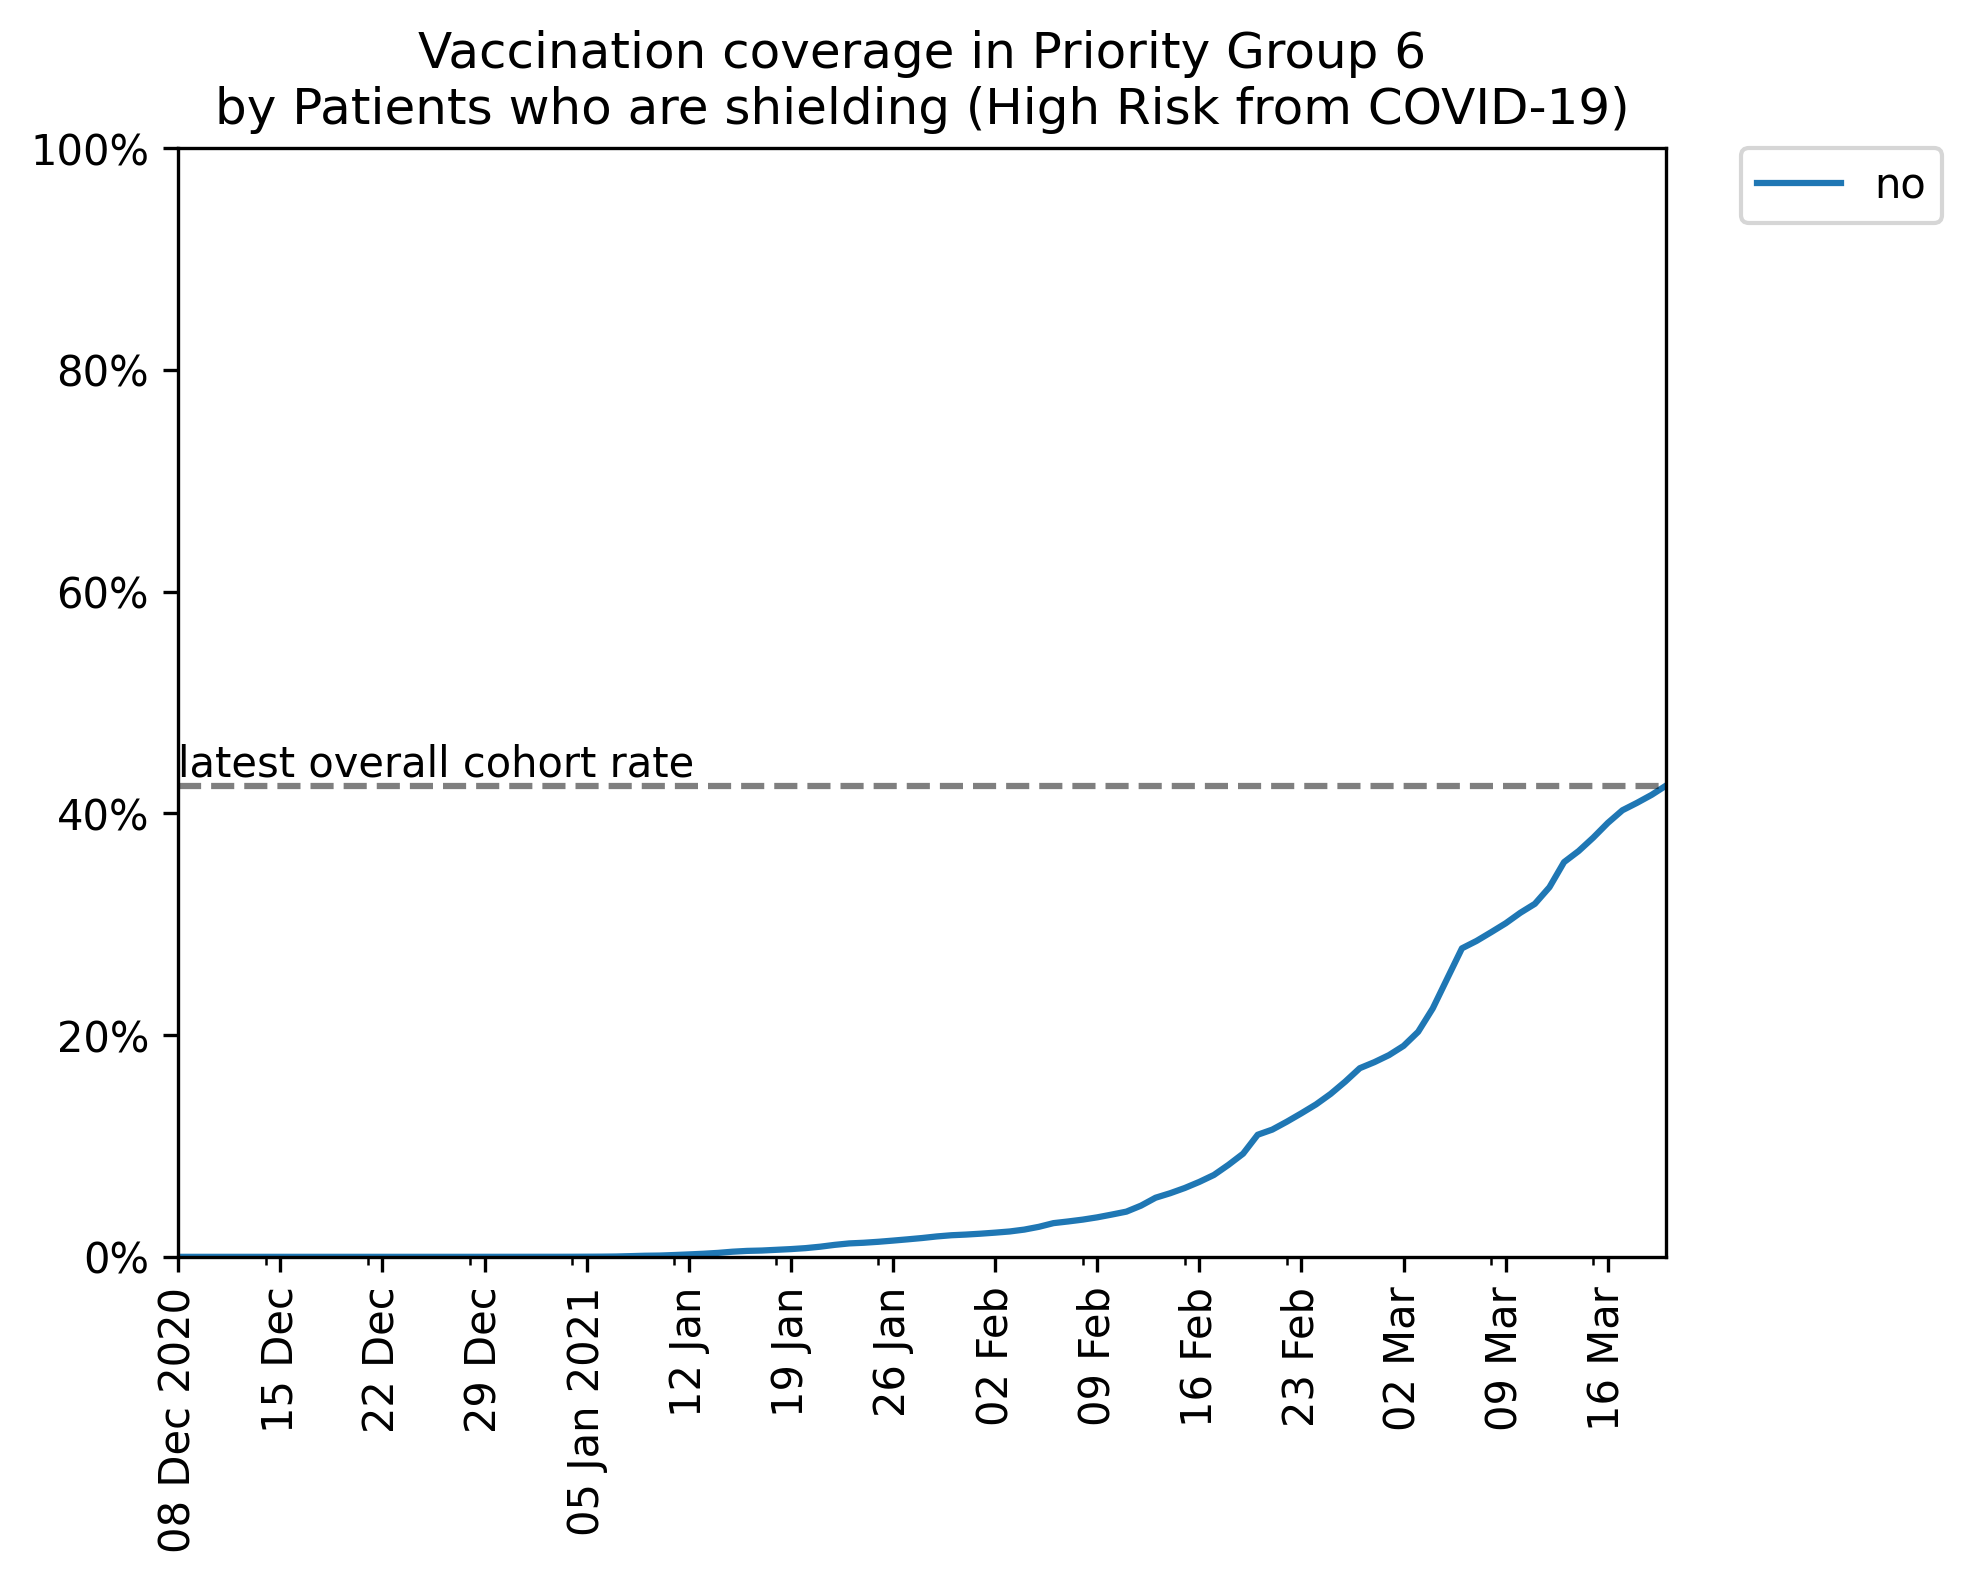 Vaccination coverage in Priority Group 6
by Patients who are shielding (High Risk from COVID-19)
100%
no
80%
60%
latest overall cohort rate
40%
20%
0%
08 Dec 2020
15 Dec
22 Dec
29 Dec
05 Jan 2021
12 Jan
19 Jan
26 Jan
02 Feb
09 Feb
16 Feb
23 Feb
02 Mar
09 Mar
16 Mar